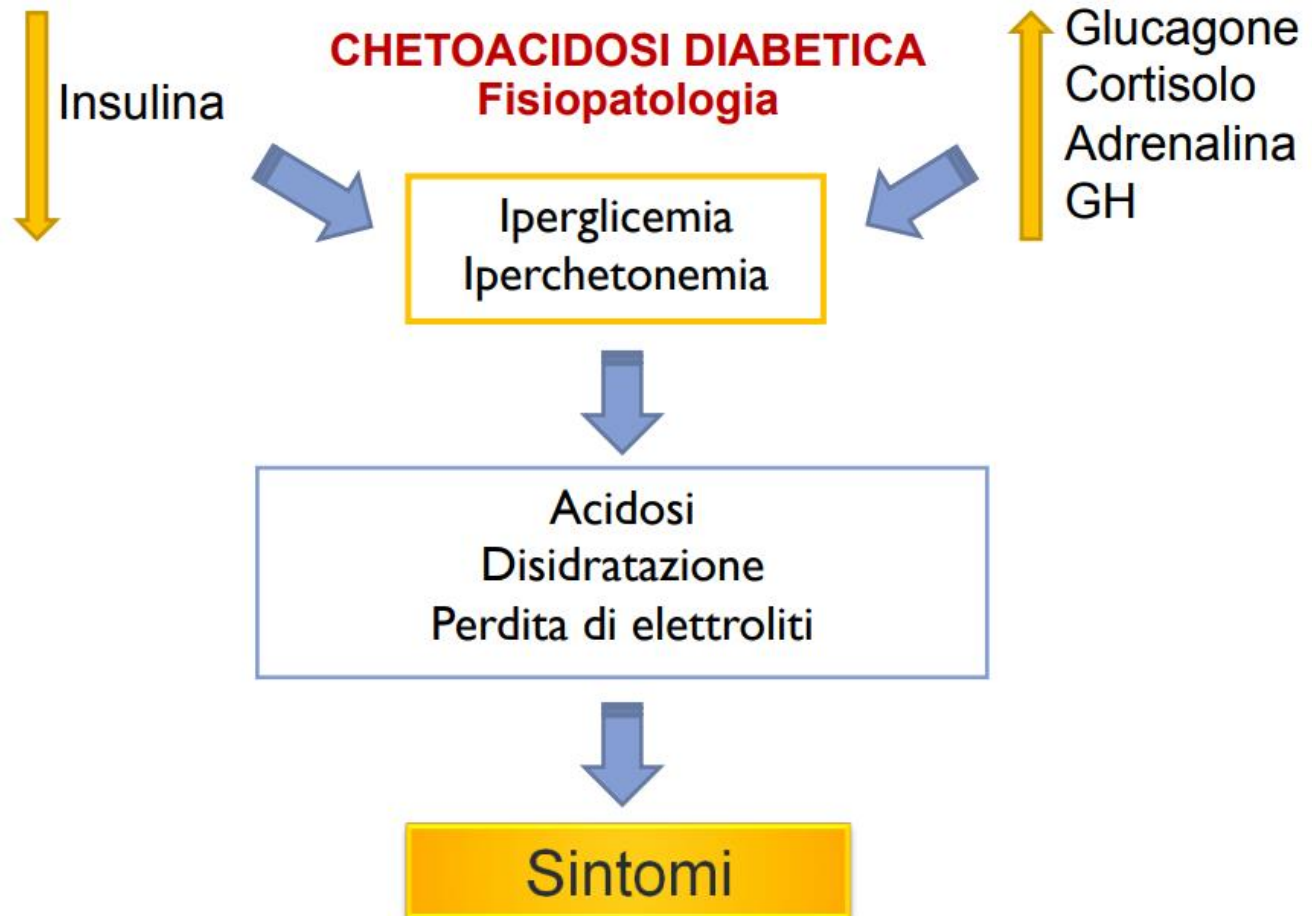 CHETOACIDOSI DIABETICA
Fisiopatologia
Insulina
Glucagone
Cortisolo
Adrenalina
GH
Iperglicemia
Iperchetonemia
Acidosi
Disidratazione
Perdita di elettroliti
Sintomi